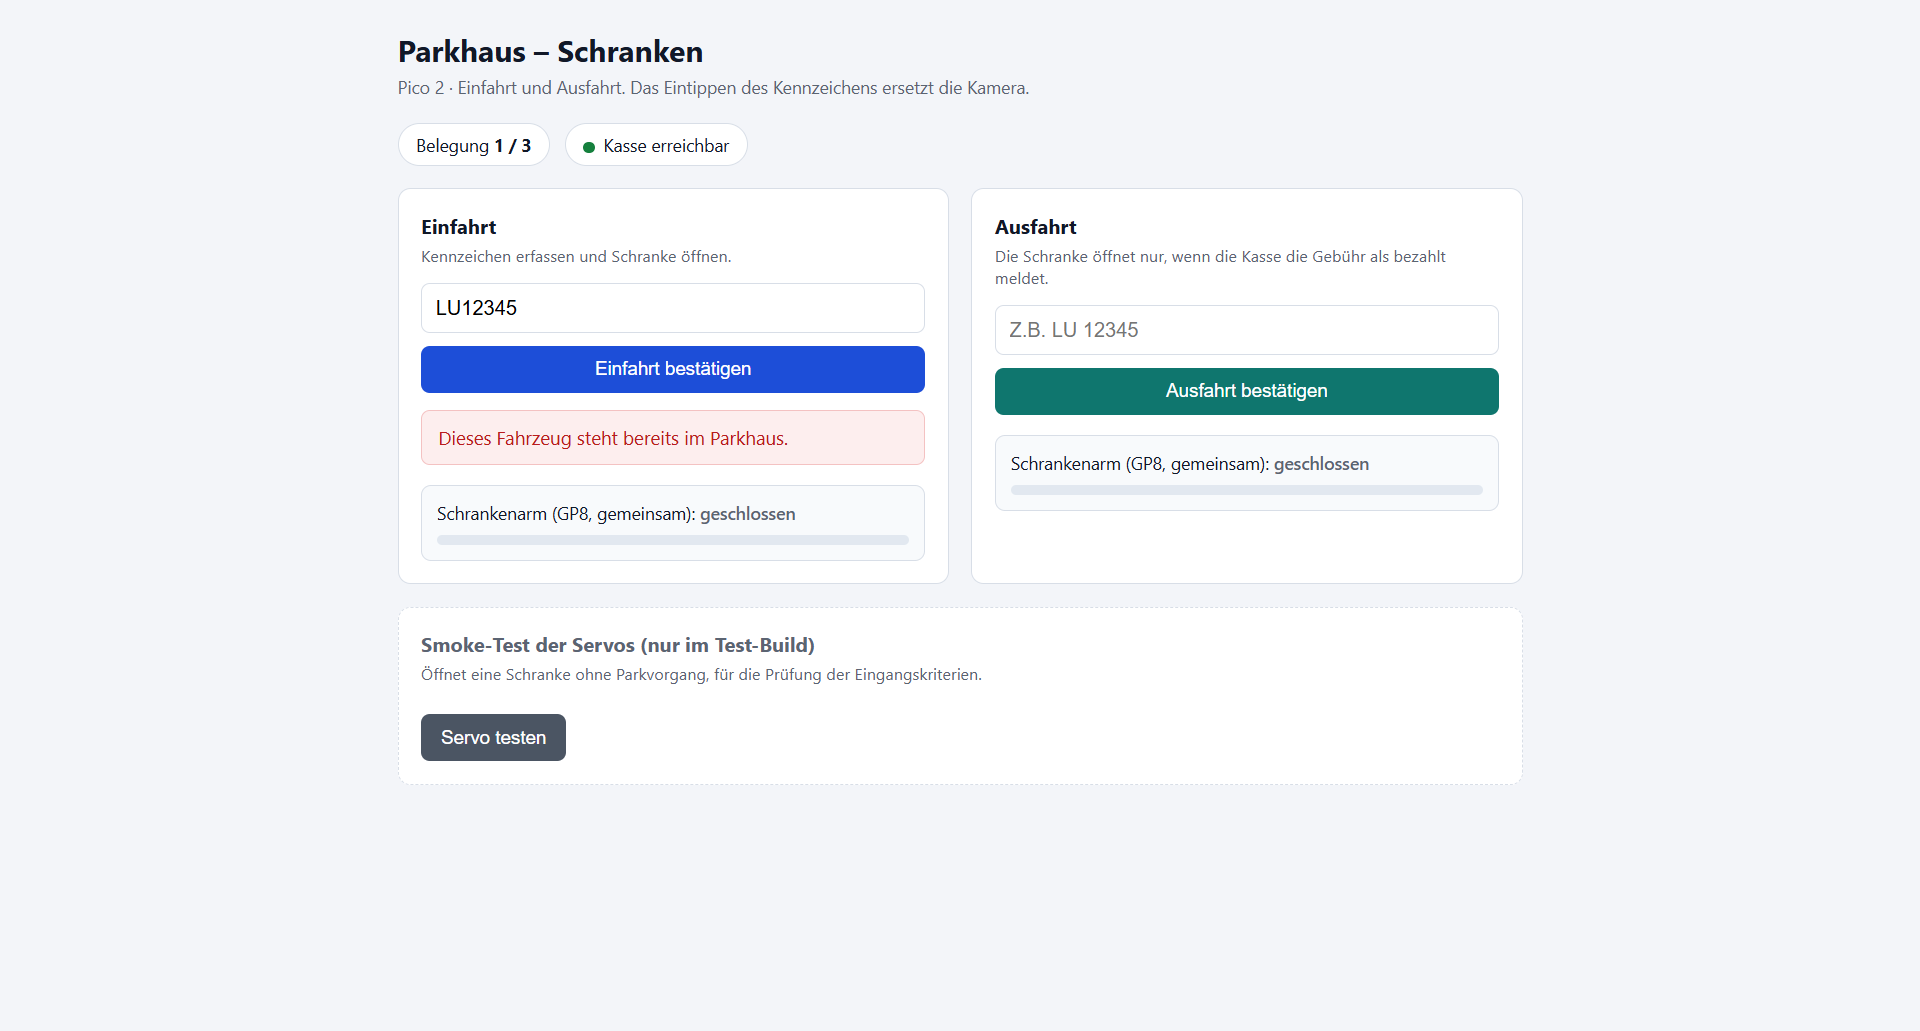 Parkhaus – Schranken
Pico 2 · Einfahrt und Ausfahrt. Das Eintippen des Kennzeichens ersetzt die Kamera.
Belegung 1 / 3
Kasse erreichbar
Einfahrt
Kennzeichen erfassen und Schranke öffnen.
LU12345
Einfahrt bestätigen
Dieses Fahrzeug steht bereits im Parkhaus.
Schrankenarm (GP8, gemeinsam): geschlossen
Ausfahrt
Die Schranke öffnet nur, wenn die Kasse die Gebühr als bezahlt
meldet.
Z.B. LU 12345
Ausfahrt bestätigen
Schrankenarm (GP8, gemeinsam): geschlossen
Smoke-Test der Servos (nur im Test-Build)
Öffnet eine Schranke ohne Parkvorgang, für die Prüfung der Eingangskriterien.
Servo testen